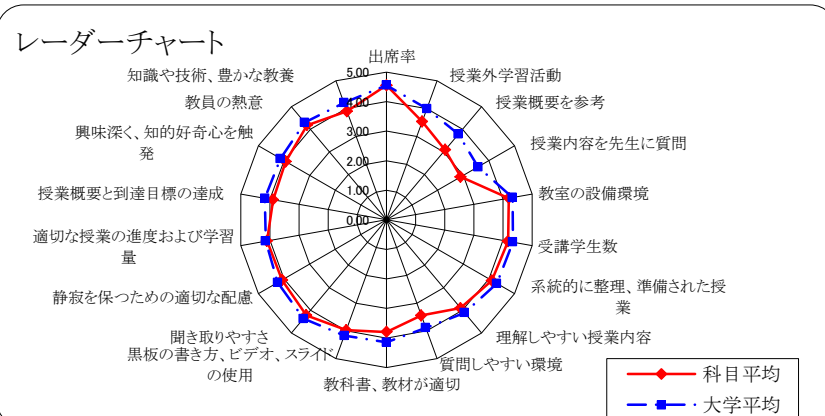 レーダーチャート
出席率
授業外学習活動
授業概要を参考
授業内容を先生に質問
教室の設備環境
受講学生数
系統的に整理、準備された授
業
理解しやすい授業内容
質問しやすい環境
教科書、教材が適切
黒板の書き方、ビデオ、スライド
の使用
聞き取りやすさ
静寂を保つための適切な配慮
適切な授業の進度および学習
量
授業概要と到達目標の達成
興味深く、知的好奇心を触
発
教員の熱意
知識や技術、豊かな教養
5.00
4.00
3.00
2.00
1.00
0.00
科目平均
大学平均